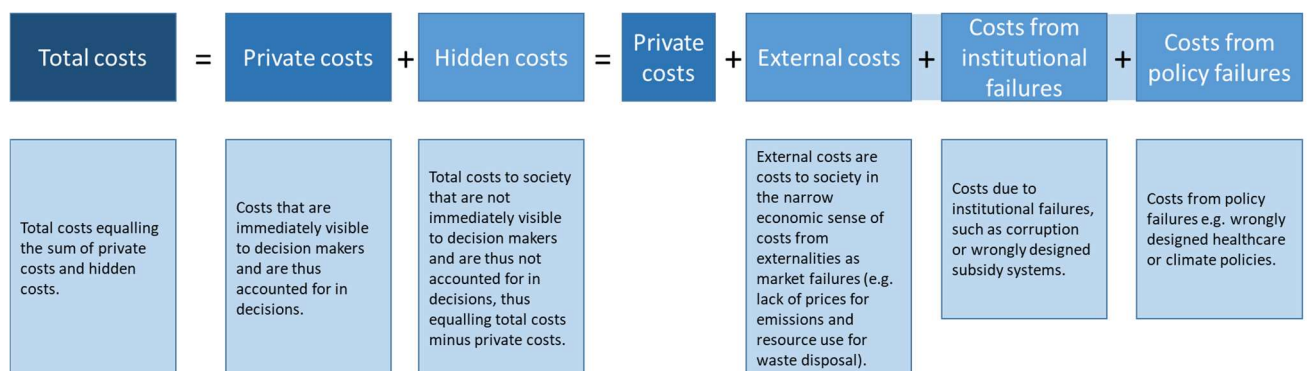 Total costs
=
Private costs
+
Hidden costs
=
Private
costs
+
External costs
+
Costs from
institutional
failures
+
Costs from
policy failures
Total costs equalling
the sum of private
costs and hidden
costs.
Costs that are
immediately visible
to decision makers
and are thus
accounted for in
decisions.
Total costs to society
that are not
immediately visible
to decision makers
and are thus not
accounted for in
decisions, thus
equalling total costs
minus private costs.
External costs are
costs to society in
the narrow
economic sense of
costs from
externalities as
market failures (e.g.
lack of prices for
emissions and
resource use for
waste disposal).
Costs due to
institutional failures,
such as corruption
or wrongly designed
subsidy systems.
Costs from policy
failures e.g. wrongly
designed healthcare
or climate policies.